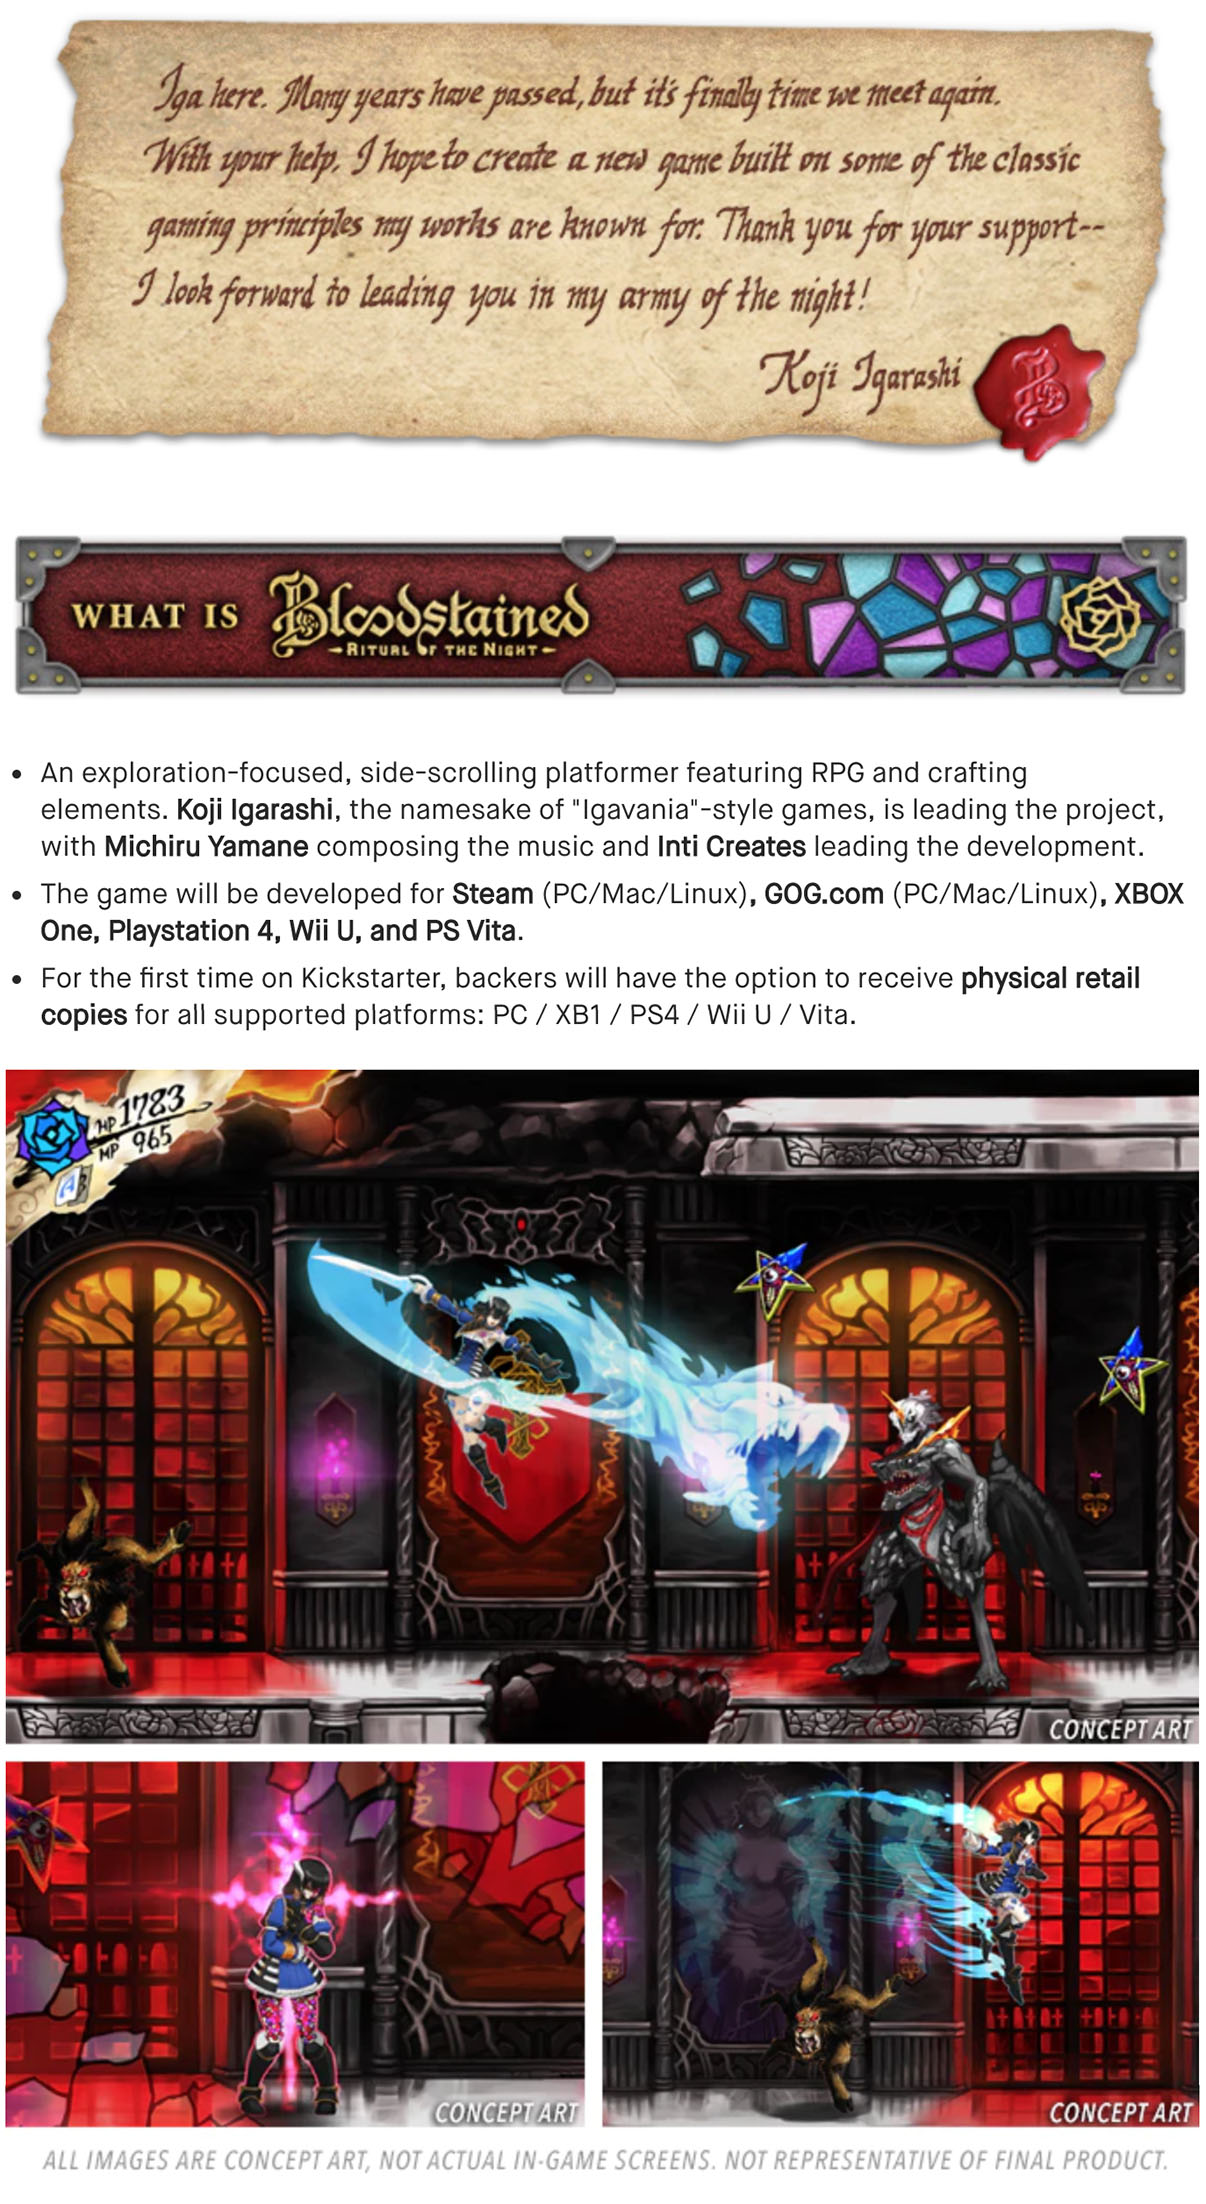 Iga here. Many years have passed, but it's finally time we meet again.
With your help, I hope to create a new game built on some of the classic
gaming principles my works are known for. Thank you for your support--
I look forward to leading you in my army of the night!
Koji Igarashi
B
WHAT IS Bloodstained
RITUAL OF THE NIGHT
• An exploration-focused, side-scrolling platformer featuring RPG and crafting
elements. Koji Igarashi, the namesake of "Igavania"-style games, is leading the project,
with Michiru Yamane composing the music and Inti Creates leading the development.
• The game will be developed for Steam (PC/Mac/Linux), GOG.com (PC/Mac/Linux), XBOX
One, Playstation 4, Wii U, and PS Vita.
• For the first time on Kickstarter, backers will have the option to receive physical retail
copies for all supported platforms: PC / XB1 / PS4 / Wii U / Vita.
HP 1783
MP 965
A B
CONCEPT ART
CONCEPT ART
CONCEPT ART
ALL IMAGES ARE CONCEPT ART, NOT ACTUAL IN-GAME SCREENS. NOT REPRESENTATIVE OF FINAL PRODUCT.